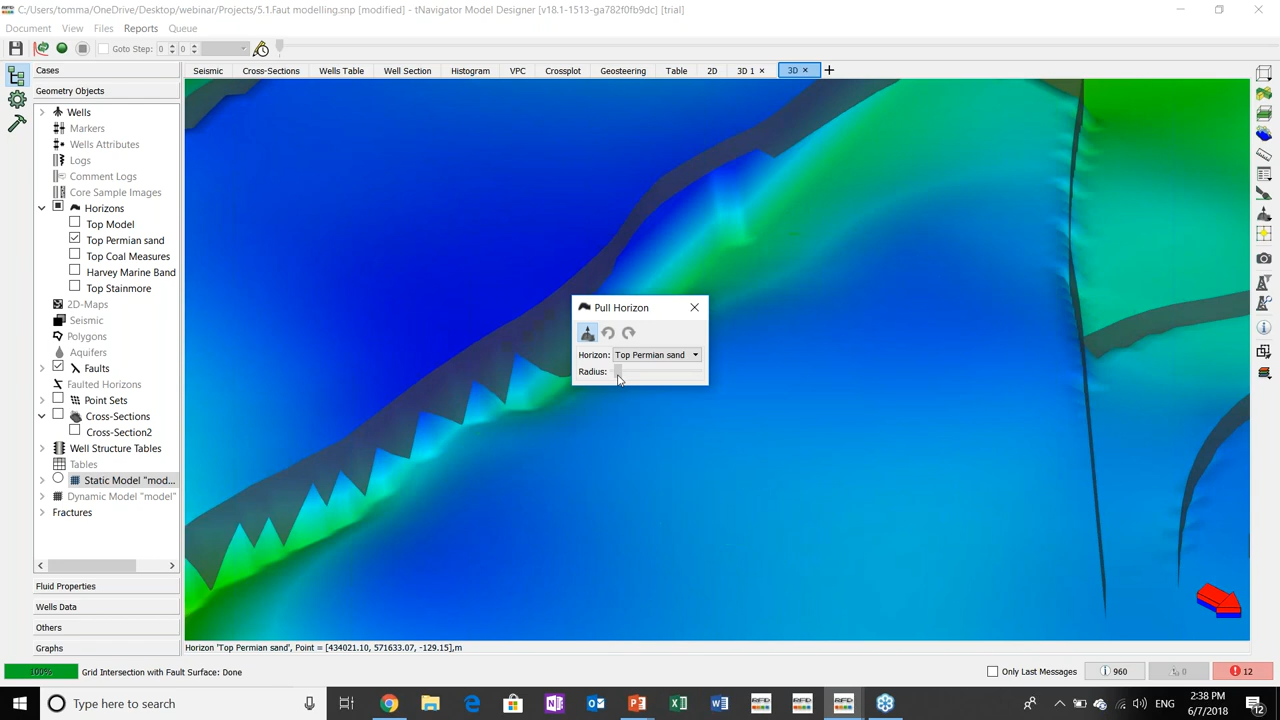 C:/Users/tomma/OneDrive/Desktop/webinar/Projects/5.1.Faut modelling.snp [modified] - tNavigator Model Designer [v18.1-1513-ga782f0fb9dc] [trial]
Document View Files Reports Queue
Goto Step: 0 0
Cases
Seismic Cross-Sections Wells Table Well Section Histogram VPC Crossplot Geosteering Table 2D 3D 1 3D
Geometry Objects
Wells
Markers
Wells Attributes
Logs
Comment Logs
Core Sample Images
Horizons
Top Model
Top Permian sand
Top Coal Measures
Harvey Marine Band
Top Stainmore
2D-Maps
Seismic
Polygons
Aquifers
Faults
Faulted Horizons
Point Sets
Cross-Sections
Cross-Section2
Well Structure Tables
Tables
Static Model "mod...
Dynamic Model "model"
Fractures
Pull Horizon
Horizon: Top Permian sand
Radius:
Fluid Properties
Wells Data
Others
Graphs
Horizon 'Top Permian sand', Point = [434021.10, 571633.07, -129.15],m
100% Grid Intersection with Fault Surface: Done
Only Last Messages 960 0 12
Type here to search
ENG
2:38 PM
6/7/2018
12